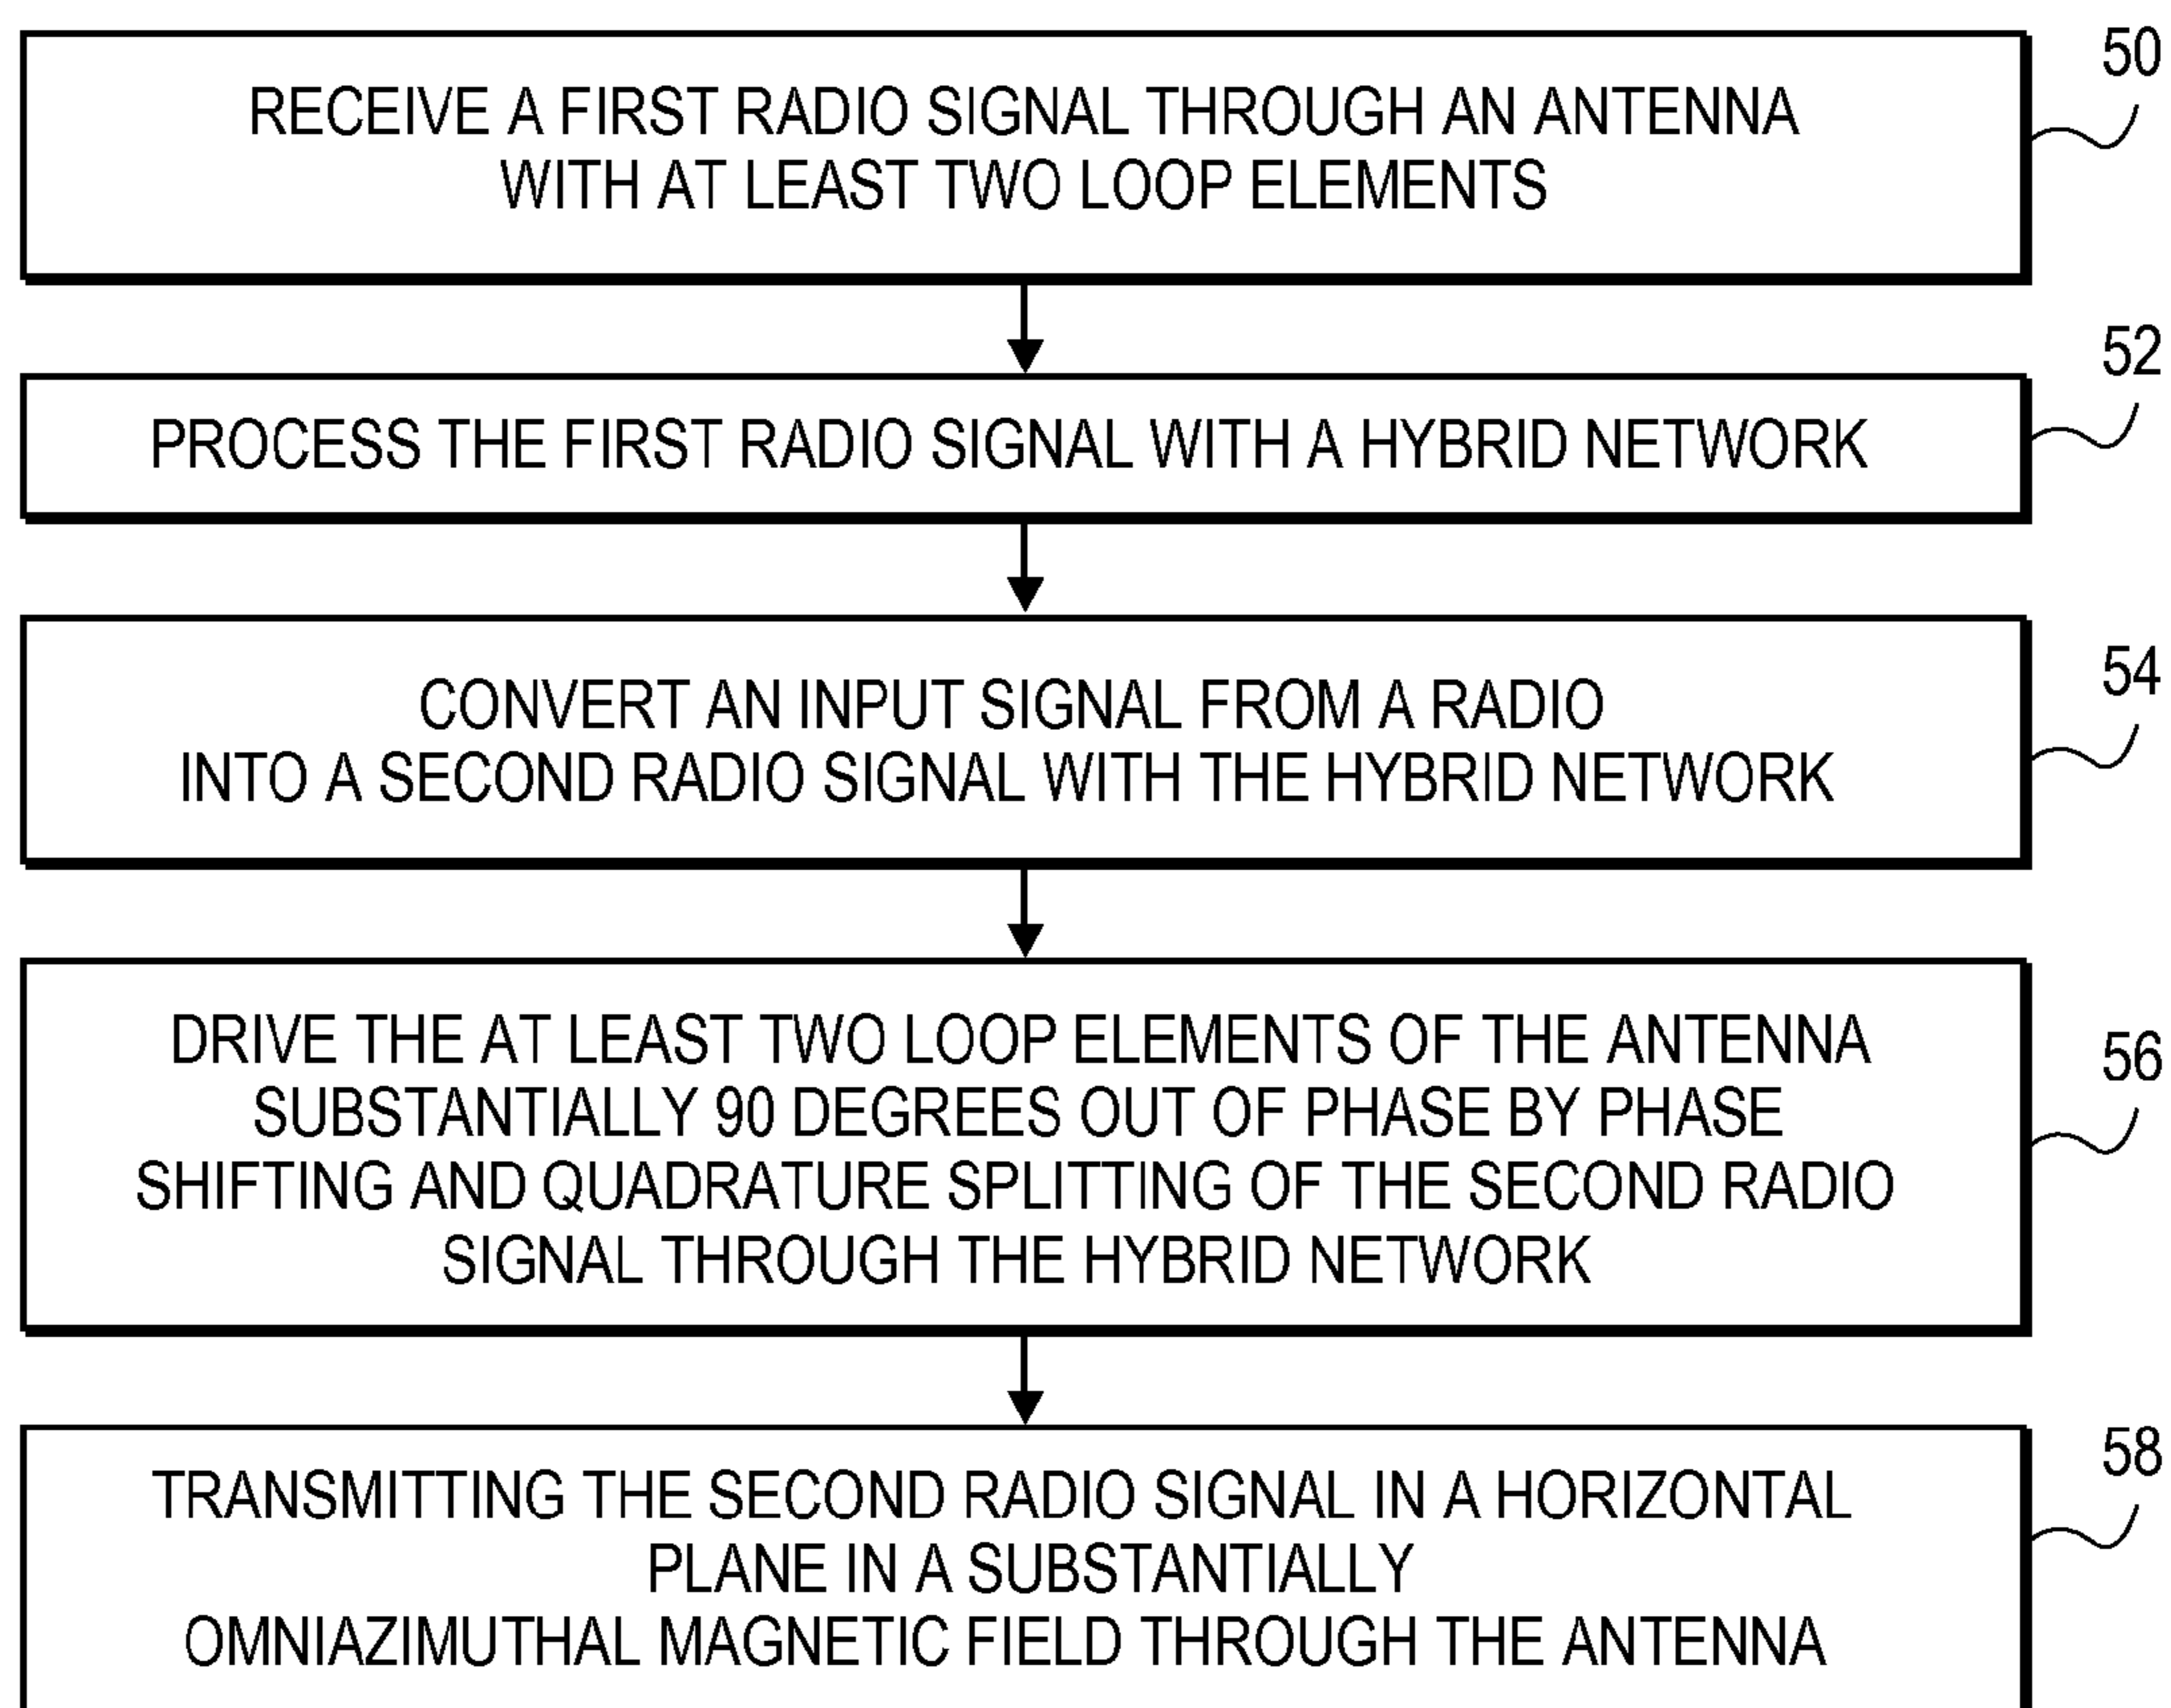 50
RECEIVE A FIRST RADIO SIGNAL THROUGH AN ANTENNA
WITH AT LEAST TWO LOOP ELEMENTS
52
PROCESS THE FIRST RADIO SIGNAL WITH A HYBRID NETWORK
54
CONVERT AN INPUT SIGNAL FROM A RADIO
INTO A SECOND RADIO SIGNAL WITH THE HYBRID NETWORK
56
DRIVE THE AT LEAST TWO LOOP ELEMENTS OF THE ANTENNA
SUBSTANTIALLY 90 DEGREES OUT OF PHASE BY PHASE
SHIFTING AND QUADRATURE SPLITTING OF THE SECOND RADIO
SIGNAL THROUGH THE HYBRID NETWORK
58
TRANSMITTING THE SECOND RADIO SIGNAL IN A HORIZONTAL
PLANE IN A SUBSTANTIALLY
OMNIAZIMUTHAL MAGNETIC FIELD THROUGH THE ANTENNA